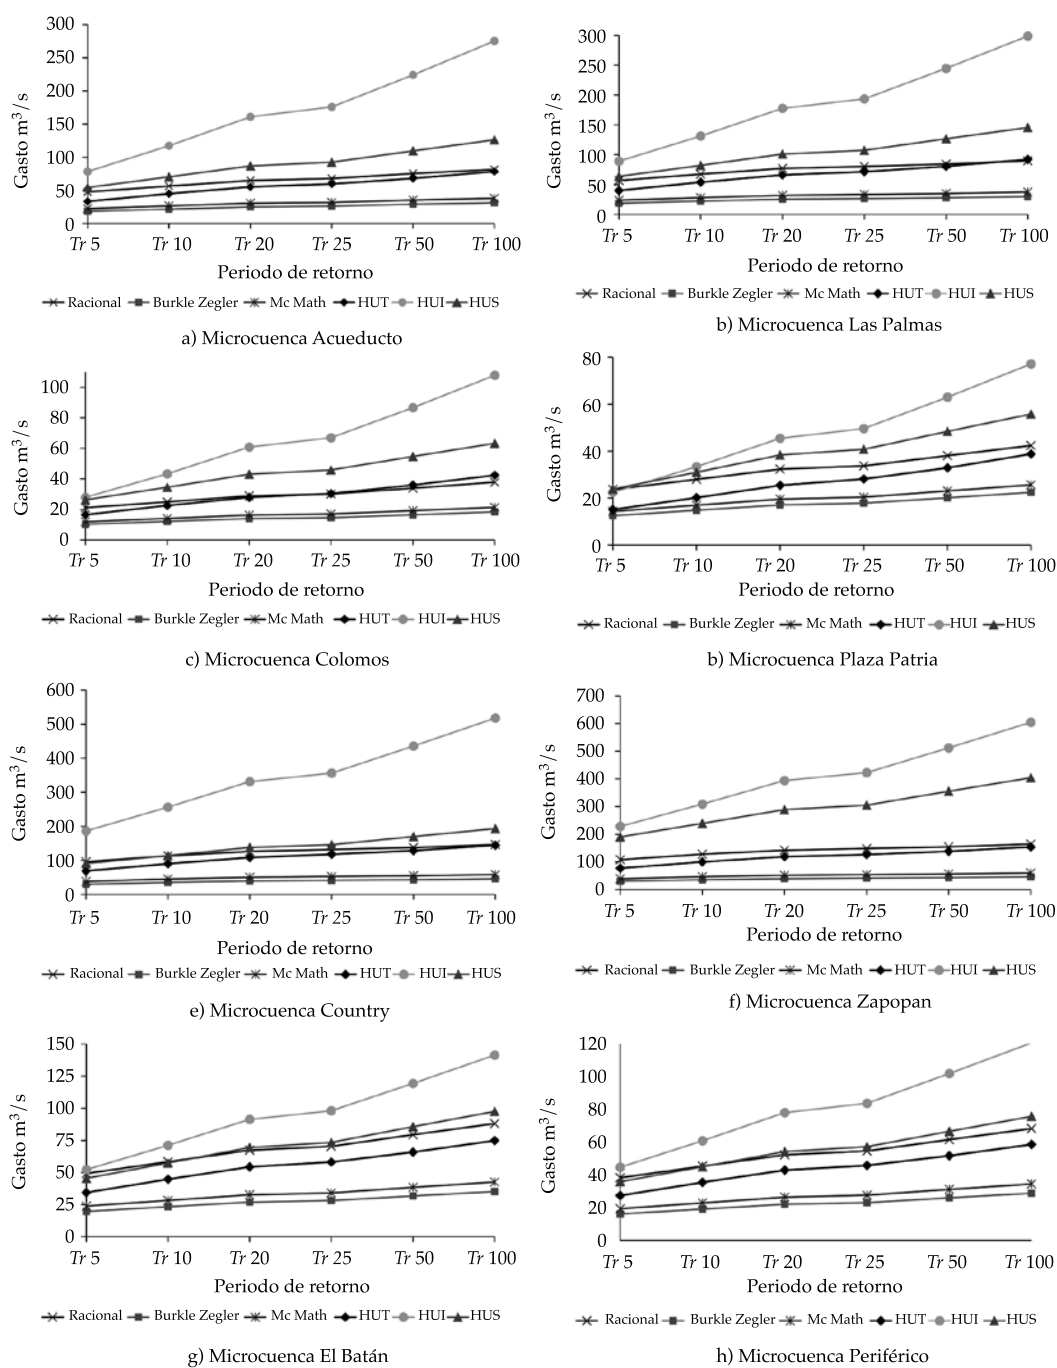 300
250
200
150
100
50
0
Gasto m³/s
Tr 5 Tr 10 Tr 20 Tr 25 Tr 50 Tr 100
Periodo de retorno
Racional Burkle Zegler Mc Math HUT HUI HUS
a) Microcuenca Acueducto
300
250
200
150
100
50
0
Gasto m³/s
Tr 5 Tr 10 Tr 20 Tr 25 Tr 50 Tr 100
Periodo de retorno
Racional Burkle Zegler Mc Math HUT HUI HUS
b) Microcuenca Las Palmas
100
80
60
40
20
0
Gasto m³/s
Tr 5 Tr 10 Tr 20 Tr 25 Tr 50 Tr 100
Periodo de retorno
Racional Burkle Zegler Mc Math HUT HUI HUS
c) Microcuenca Colomos
80
60
40
20
0
Gasto m³/s
Tr 5 Tr 10 Tr 20 Tr 25 Tr 50 Tr 100
Periodo de retorno
Racional Burkle Zegler Mc Math HUT HUI HUS
b) Microcuenca Plaza Patria
600
500
400
300
200
100
0
Gasto m³/s
Tr 5 Tr 10 Tr 20 Tr 25 Tr 50 Tr 100
Periodo de retorno
Racional Burkle Zegler Mc Math HUT HUI HUS
e) Microcuenca Country
700
600
500
400
300
200
100
0
Gasto m³/s
Tr 5 Tr 10 Tr 20 Tr 25 Tr 50 Tr 100
Periodo de retorno
Racional Burkle Zegler Mc Math HUT HUI HUS
f) Microcuenca Zapopan
150
125
100
75
50
25
0
Gasto m³/s
Tr 5 Tr 10 Tr 20 Tr 25 Tr 50 Tr 100
Periodo de retorno
Racional Burkle Zegler Mc Math HUT HUI HUS
g) Microcuenca El Batán
120
100
80
60
40
20
0
Gasto m³/s
Tr 5 Tr 10 Tr 20 Tr 25 Tr 50 Tr 100
Periodo de retorno
Racional Burkle Zegler Mc Math HUT HUI HUS
h) Microcuenca Periférico